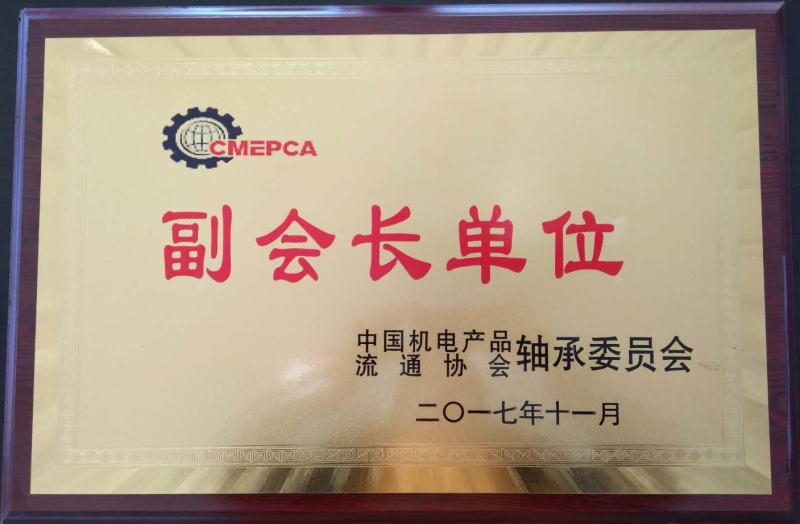 CMEPCA
副会长单位
中国机电产品
流通协会
轴承委员会
二〇一七年十一月